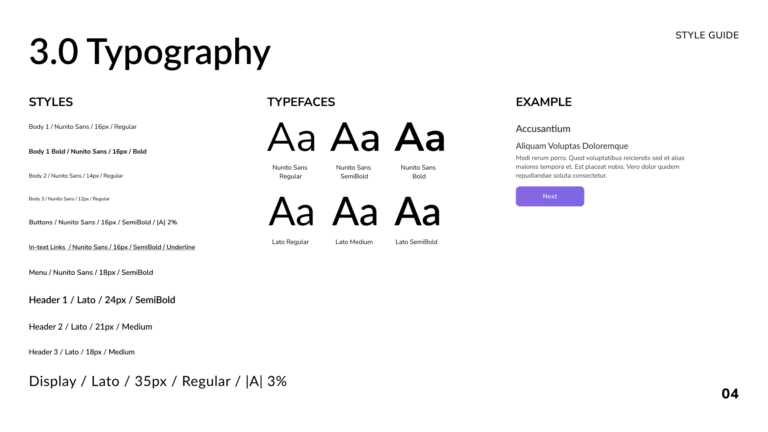 3.0 Typography
STYLE GUIDE
STYLES
Body 1 / Nunito Sans / 16px / Regular
Body 1 Bold / Nunito Sans / 16px / Bold
Body 2 / Nunito Sans / 14px / Regular
Body 3 / Nunito Sans / 12px / Regular
Buttons / Nunito Sans / 16px / SemiBold / |A| 2%
In-text Links / Nunito Sans / 16px / SemiBold / Underline
Menu / Nunito Sans / 18px / SemiBold
Header 1 / Lato / 24px / SemiBold
Header 2 / Lato / 21px / Medium
Header 3 / Lato / 18px / Medium
Display / Lato / 35px / Regular / |A| 3%
TYPEFACES
Aa Aa Aa
Nunito Sans Regular
Nunito Sans SemiBold
Nunito Sans Bold
Aa Aa Aa
Lato Regular
Lato Medium
Lato SemiBold
EXAMPLE
Accusantium
Aliquam Voluptas Doloremque
Modi rerum porro. Quod voluptatibus reiciendis sed et alias
maiores tempora et. Est placeat nobis. Vero dolor quidem
repudiandae soluta consectetur.
Next
04